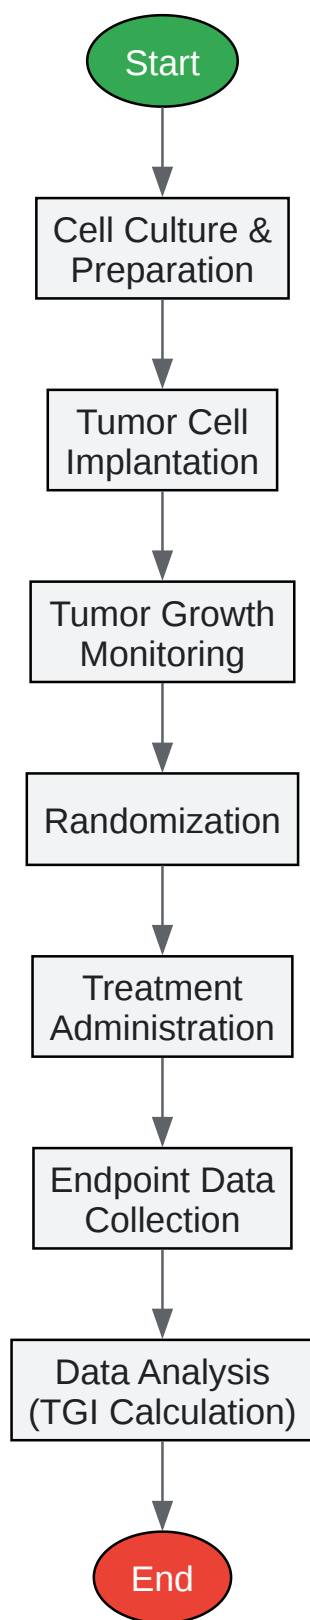 Start
Cell Culture &
Preparation
Tumor Cell
Implantation
Tumor Growth
Monitoring
Randomization
Treatment
Administration
Endpoint Data
Collection
Data Analysis
(TGI Calculation)
End